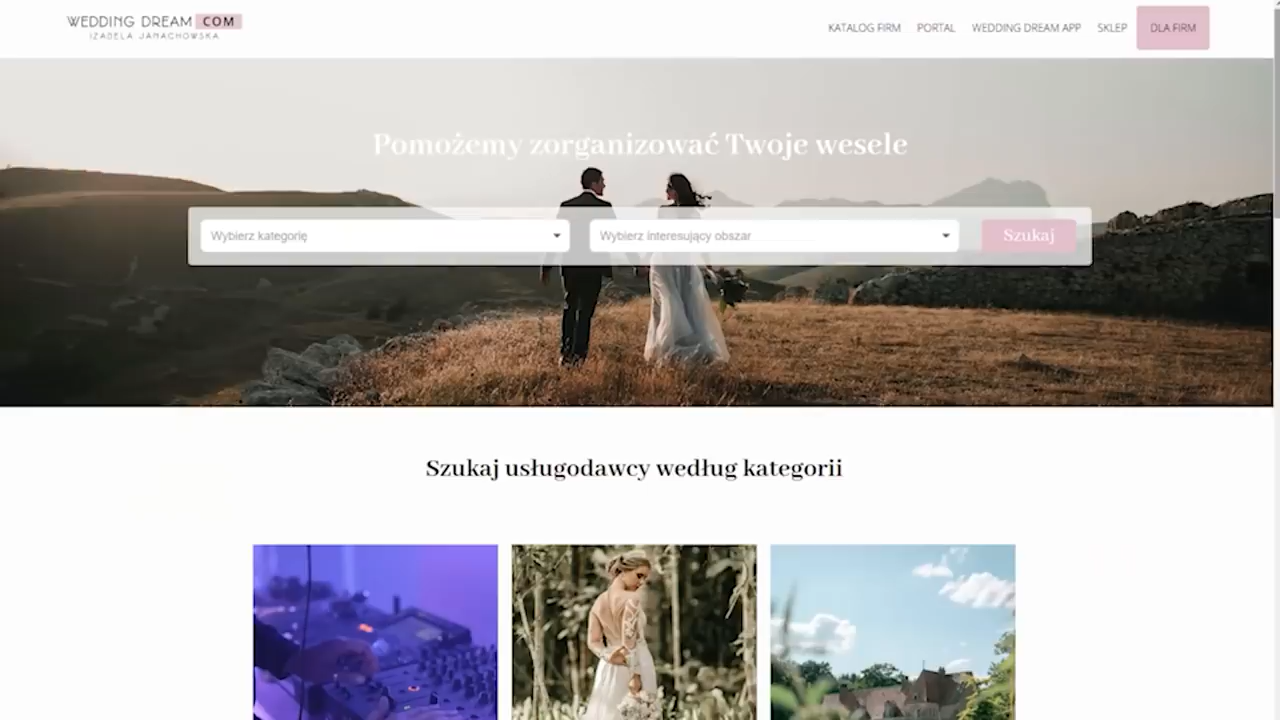 WEDDING DREAM COM
IZABELA JANACHOWSKA
KATALOG FIRM PORTAL WEDDING DREAM APP SKLEP DLA FIRM
Pomożemy zorganizować Twoje wesele
Wybierz kategorię Wybierz interesujący obszar Szukaj
Szukaj usługodawcy według kategorii